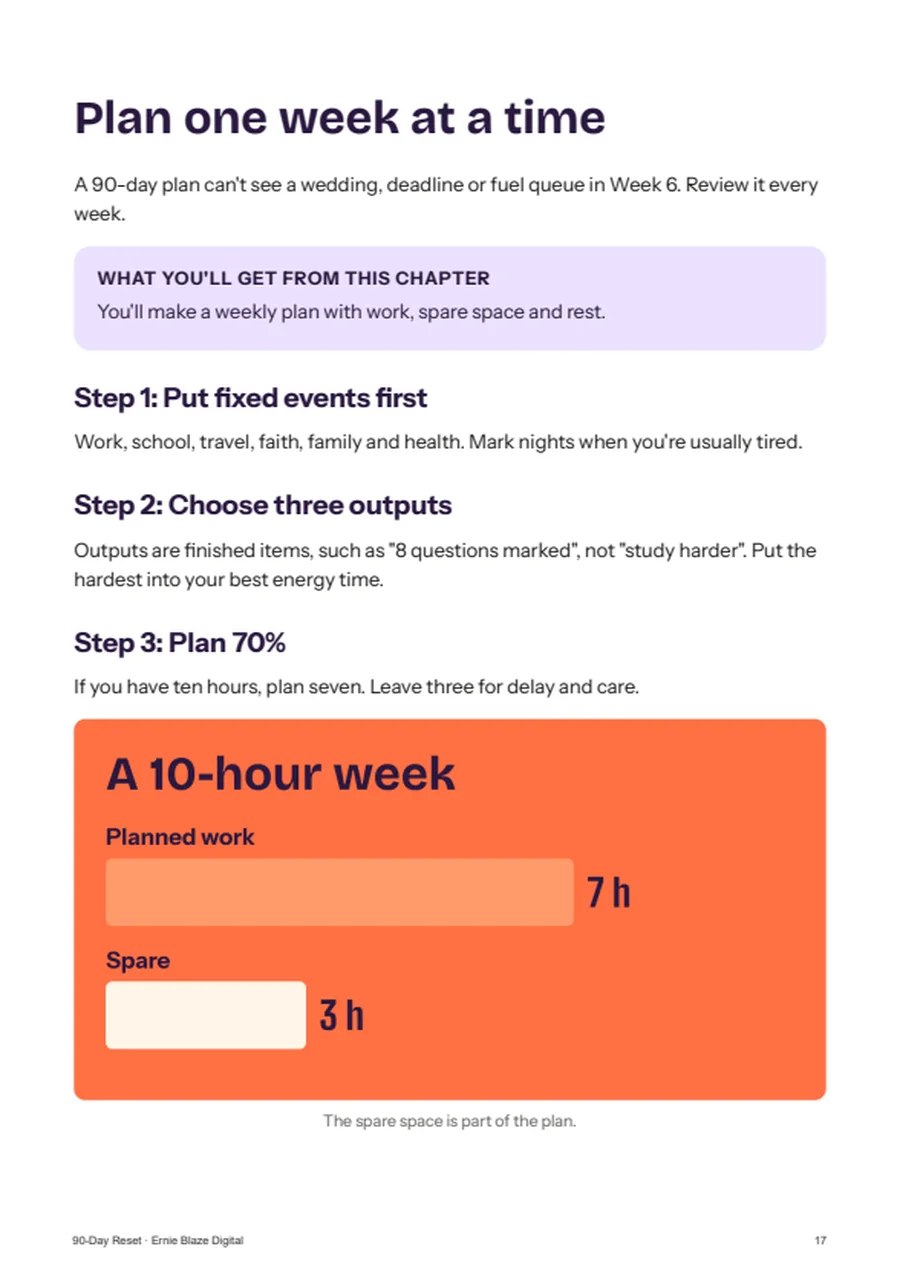 Plan one week at a time
A 90-day plan can't see a wedding, deadline or fuel queue in Week 6. Review it every
week.
WHAT YOU'LL GET FROM THIS CHAPTER
You'll make a weekly plan with work, spare space and rest.
Step 1: Put fixed events first
Work, school, travel, faith, family and health. Mark nights when you're usually tired.
Step 2: Choose three outputs
Outputs are finished items, such as "8 questions marked", not "study harder". Put the
hardest into your best energy time.
Step 3: Plan 70%
If you have ten hours, plan seven. Leave three for delay and care.
A 10-hour week
Planned work
7 h
Spare
3 h
The spare space is part of the plan.
90-Day Reset · Ernie Blaze Digital
17